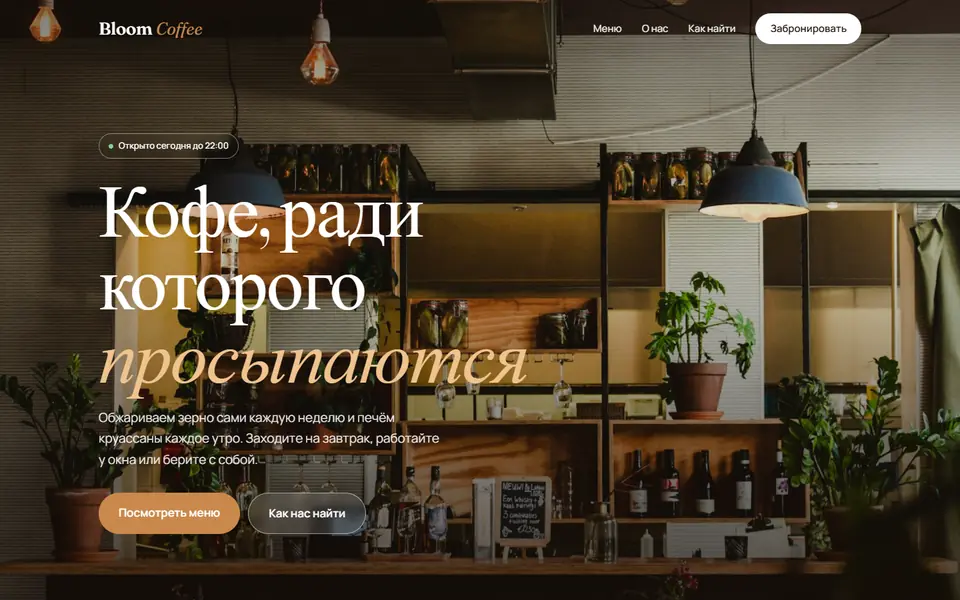 Bloom Coffee
Меню
О нас
Как найти
Забронировать
Открыто сегодня до 22:00
Кофе, ради
которого
просыпаются
Обжариваем зерно сами каждую неделю и печём
круассаны каждое утро. Заходите на завтрак, работайте
у окна или берите с собой.
Посмотреть меню
Как нас найти